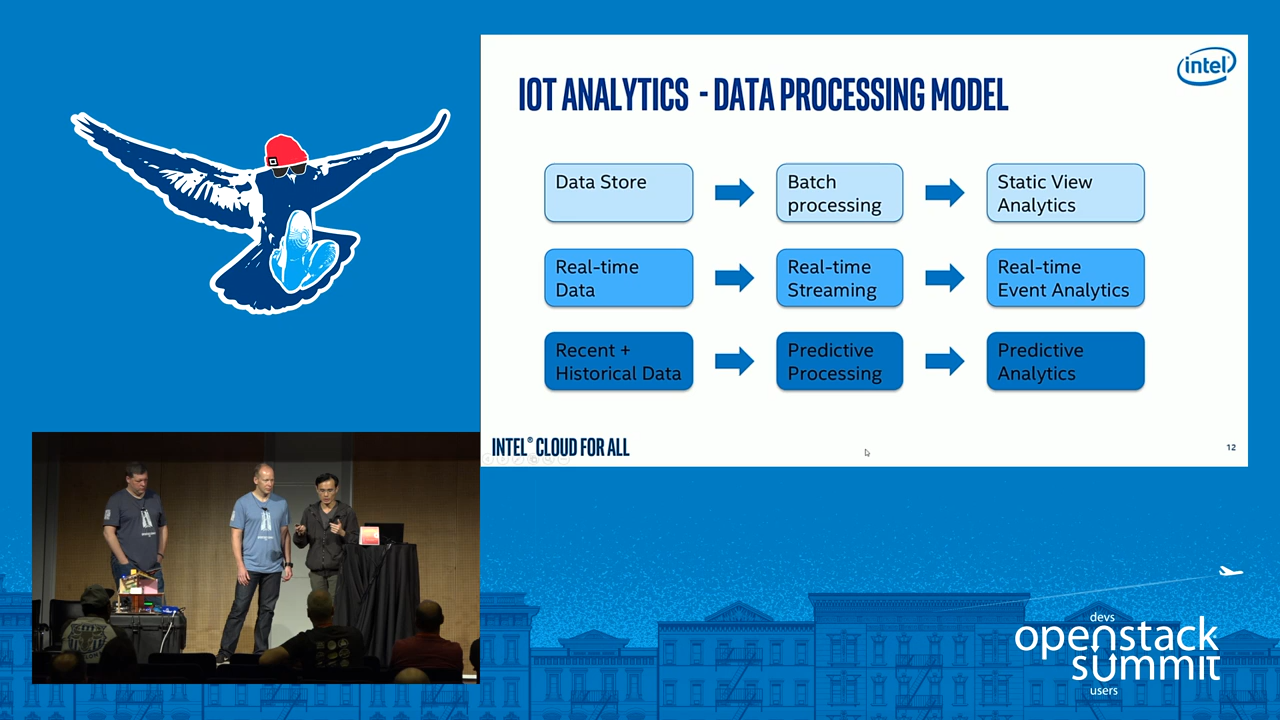 intel
IOT ANALYTICS - DATA PROCESSING MODEL
Data Store
Batch
processing
Static View
Analytics
Real-time
Data
Real-time
Streaming
Real-time
Event Analytics
Recent +
Historical Data
Predictive
Processing
Predictive
Analytics
INTEL® CLOUD FOR ALL
12
devs
openstack
summit
users